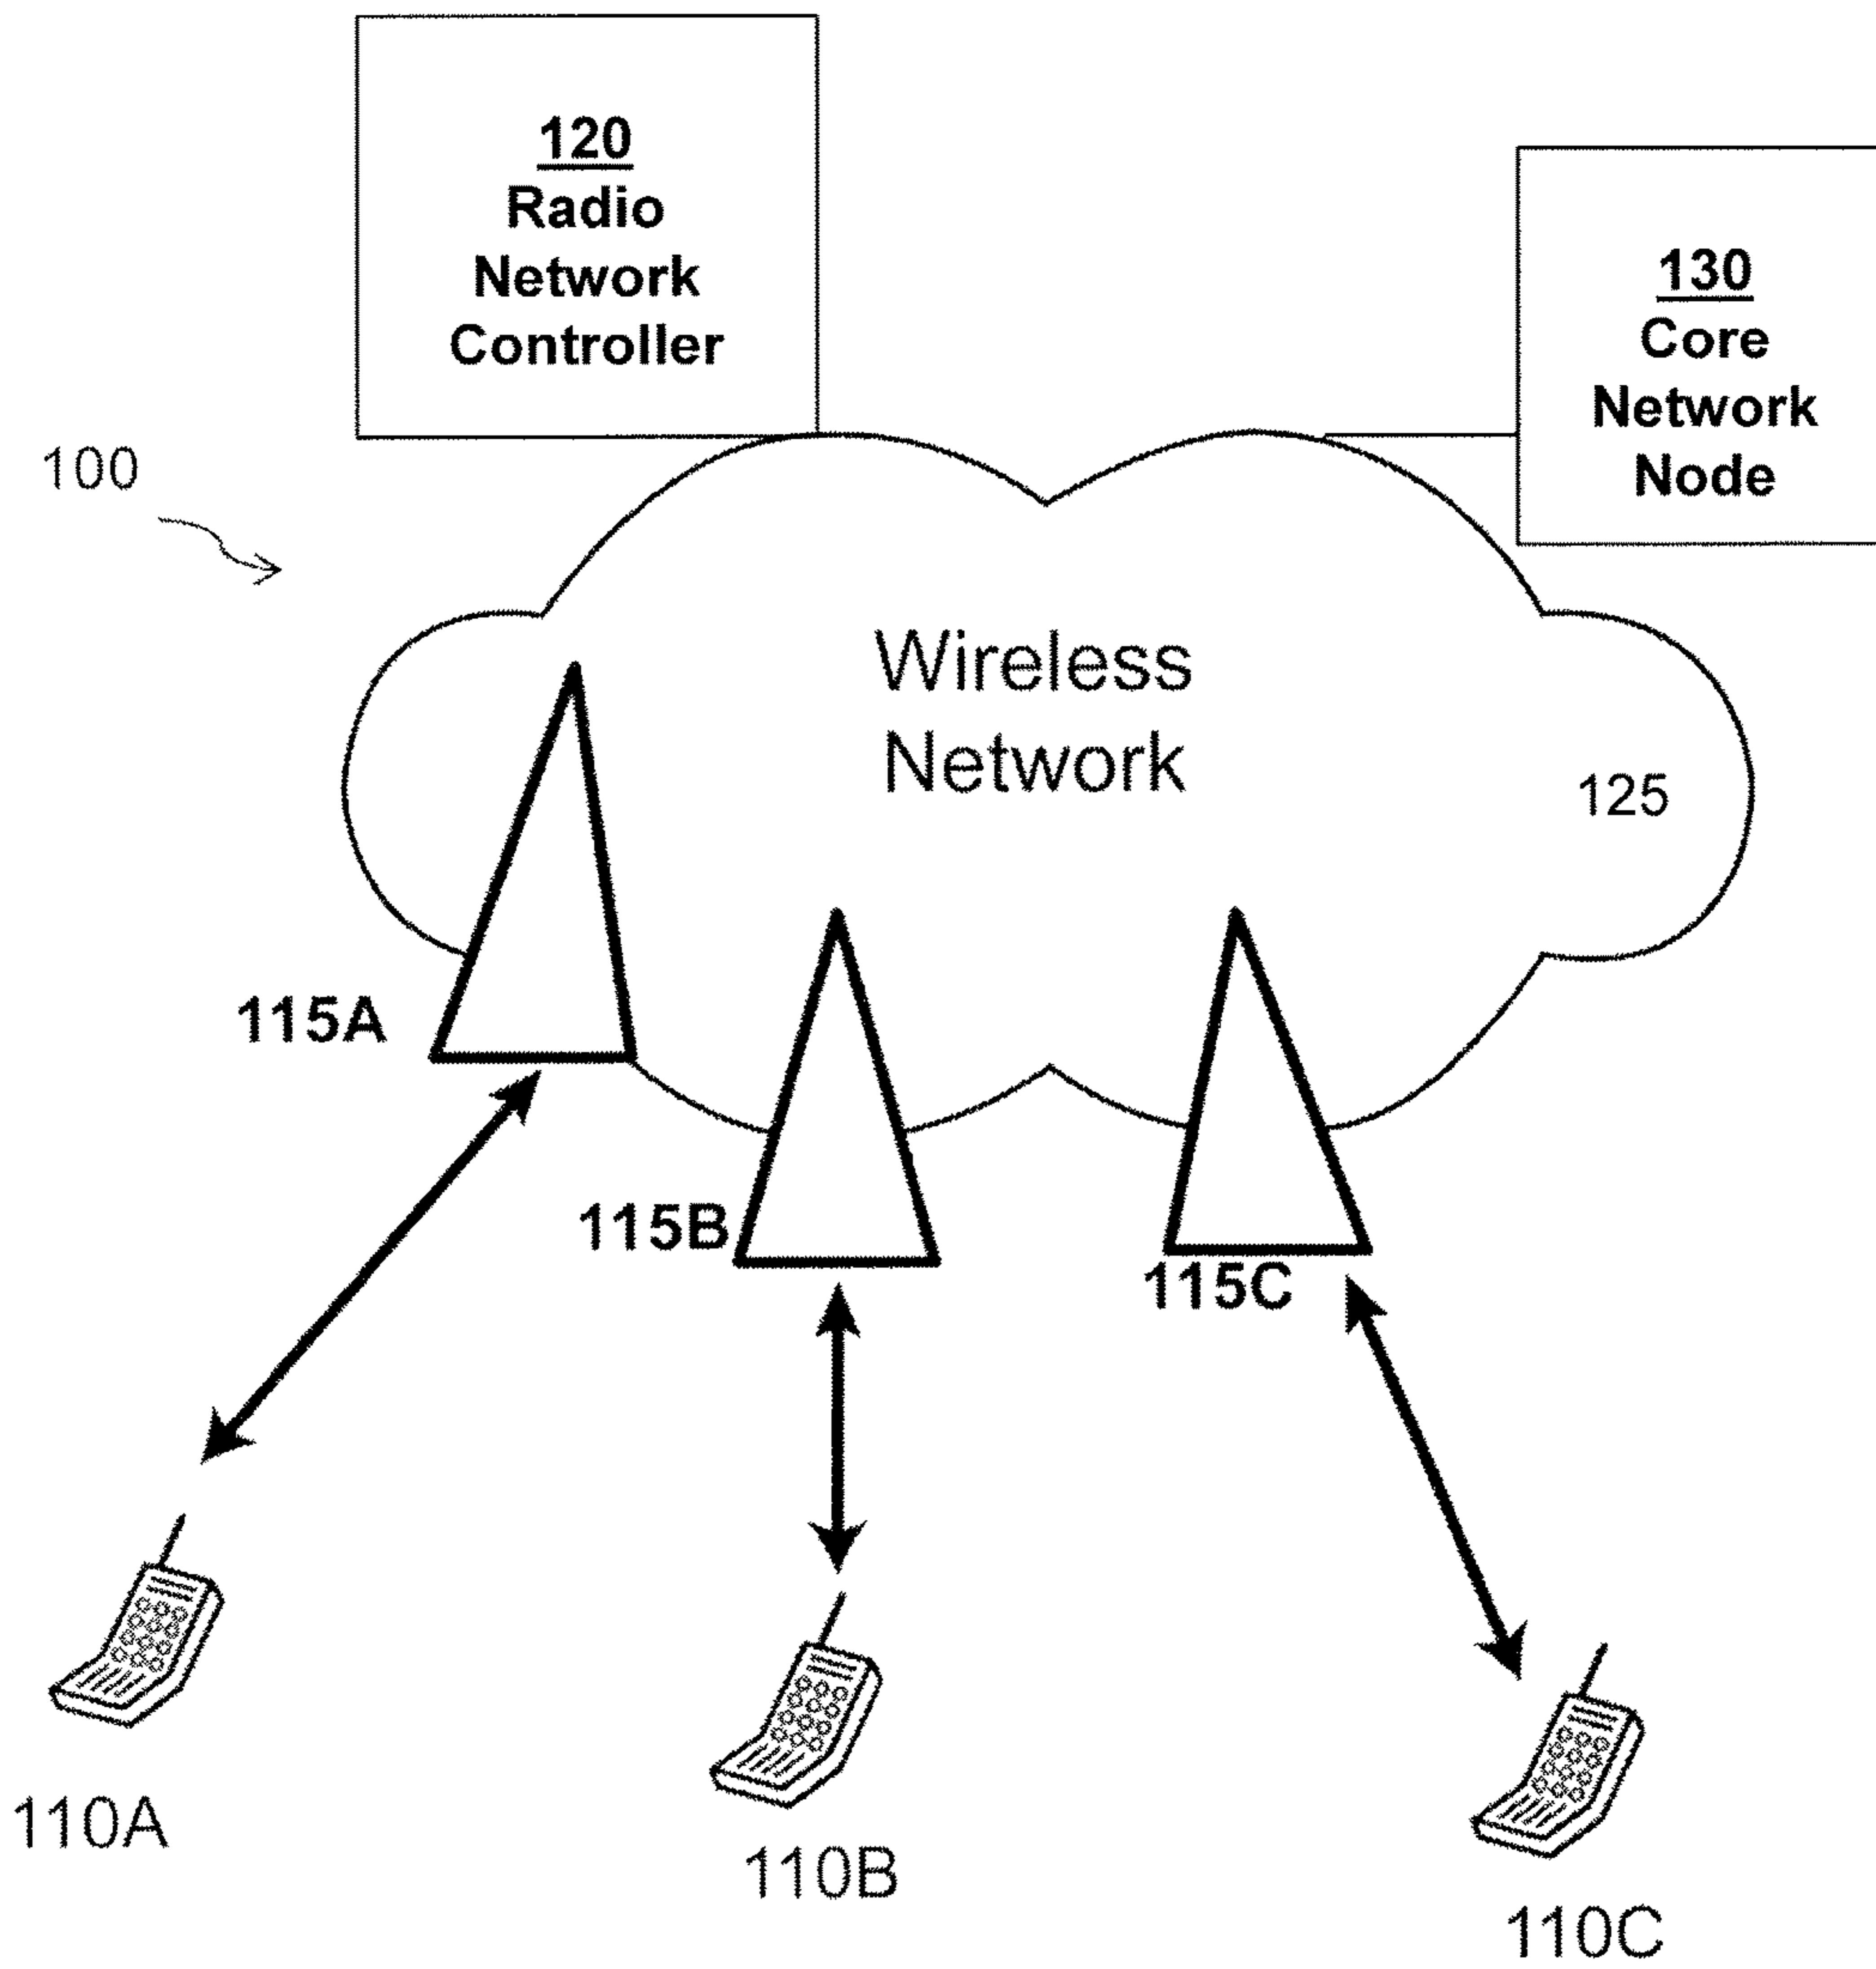 120
Radio
Network
Controller
130
Core
Network
Node
100
Wireless
Network
125
115A
115B
115C
110A
110B
110C